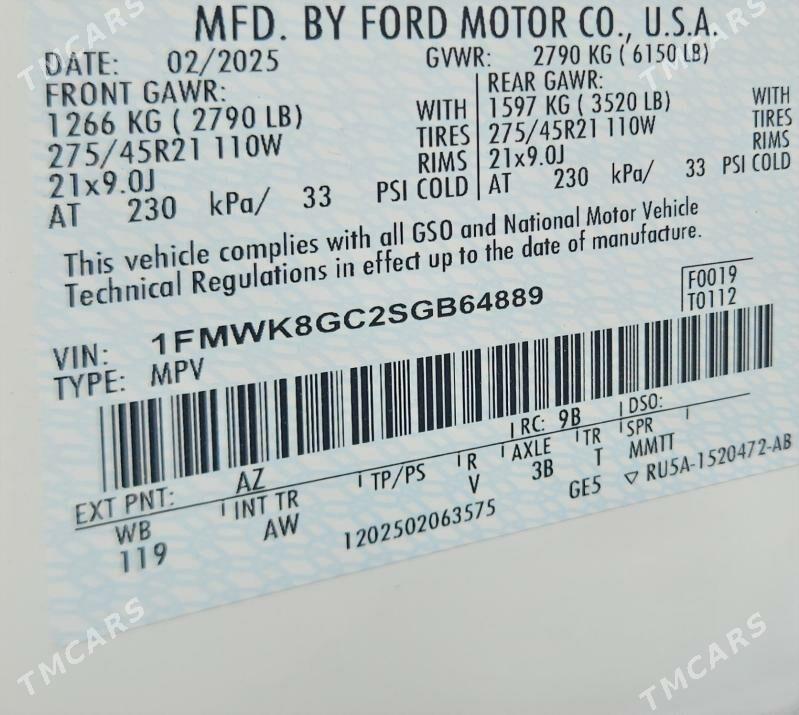 MFD. BY FORD MOTOR CO., U.S.A.
DATE: 02/2025 GVWR: 2790 KG ( 6150 LB)
FRONT GAWR:
1266 KG ( 2790 LB) WITH
275/45R21 110W TIRES
21x9.0J RIMS
AT 230 kPa/ 33 PSI COLD
REAR GAWR:
1597 KG ( 3520 LB) WITH
275/45R21 110W TIRES
21x9.0J RIMS
AT 230 kPa/ 33 PSI COLD
This vehicle complies with all GSO and National Motor Vehicle
Technical Regulations in effect up to the date of manufacture.
F0019
T0112
VIN: 1FMWK8GC2SGB64889
TYPE: MPV
EXT PNT: AZ RC: 9B DSO:
WB INT TR TP/PS R AXLE TR SPR
119 AW V 3B T MMTT
1202502063575 GE5 ▽ RU5A-1520472-AB
TMCARS
TMCARS
TMCARS
TMCARS